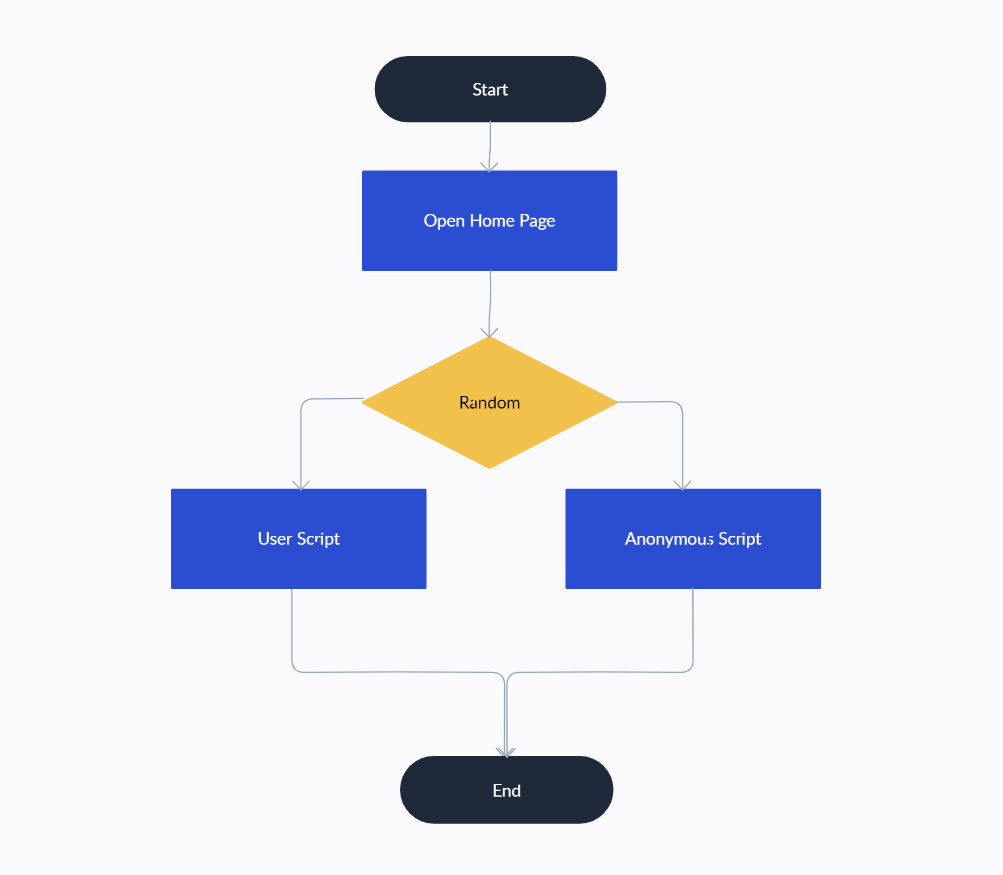 Start
Open Home Page
Random
User Script
Anonymous Script
End